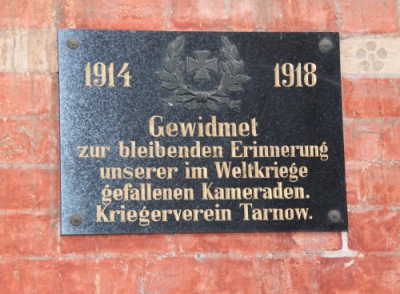 1914 1918
Gewidmet
zur bleibenden Erinnerung
unserer im Weltkriege
gefallenen Kameraden.
Kriegerverein Tarnow.